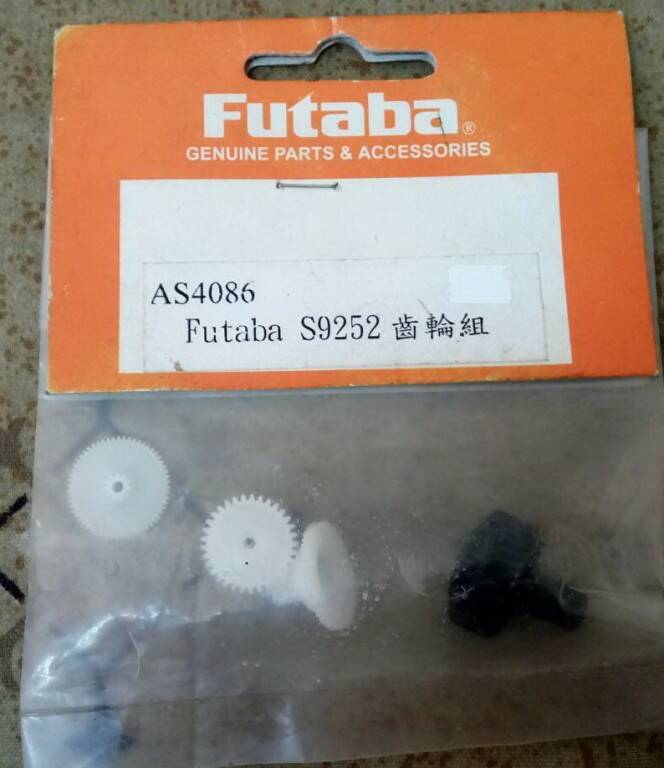 Futaba®
GENUINE PARTS & ACCESSORIES
AS4086
Futaba S9252 齒輪組